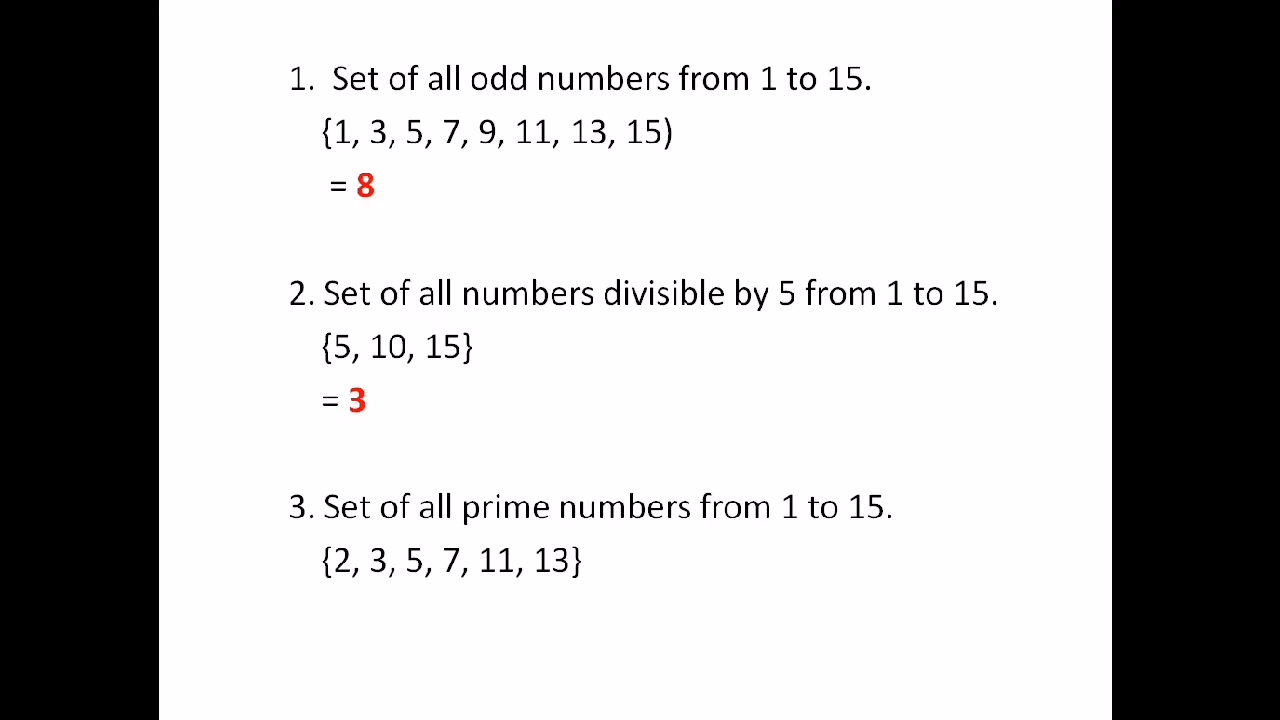 1. Set of all odd numbers from 1 to 15.
{1, 3, 5, 7, 9, 11, 13, 15)
= 8
2. Set of all numbers divisible by 5 from 1 to 15.
{5, 10, 15}
= 3
3. Set of all prime numbers from 1 to 15.
{2, 3, 5, 7, 11, 13}